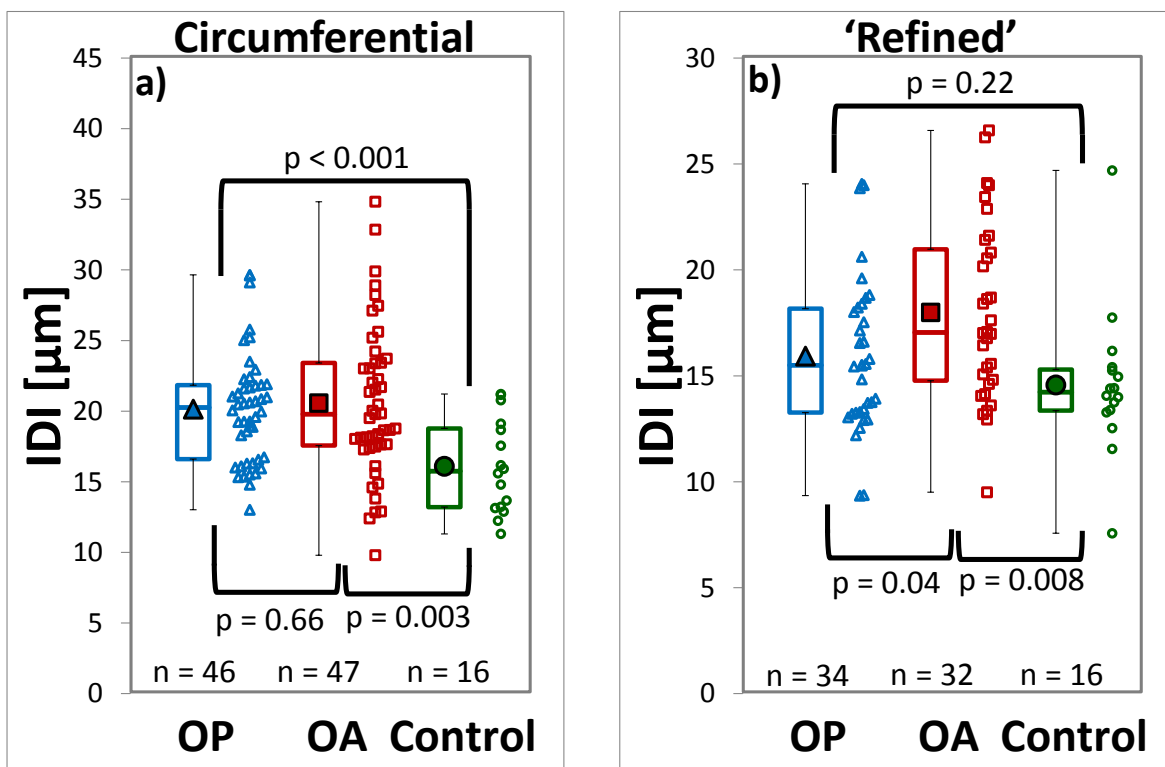 Circumferential
a)
IDI [µm]
45
40
35
30
25
20
15
10
5
0
p < 0.001
p = 0.66
p = 0.003
n = 46
n = 47
n = 16
OP
OA
Control
‘Refined’
b)
IDI [µm]
30
25
20
15
10
5
0
p = 0.22
p = 0.04
p = 0.008
n = 34
n = 32
n = 16
OP
OA
Control